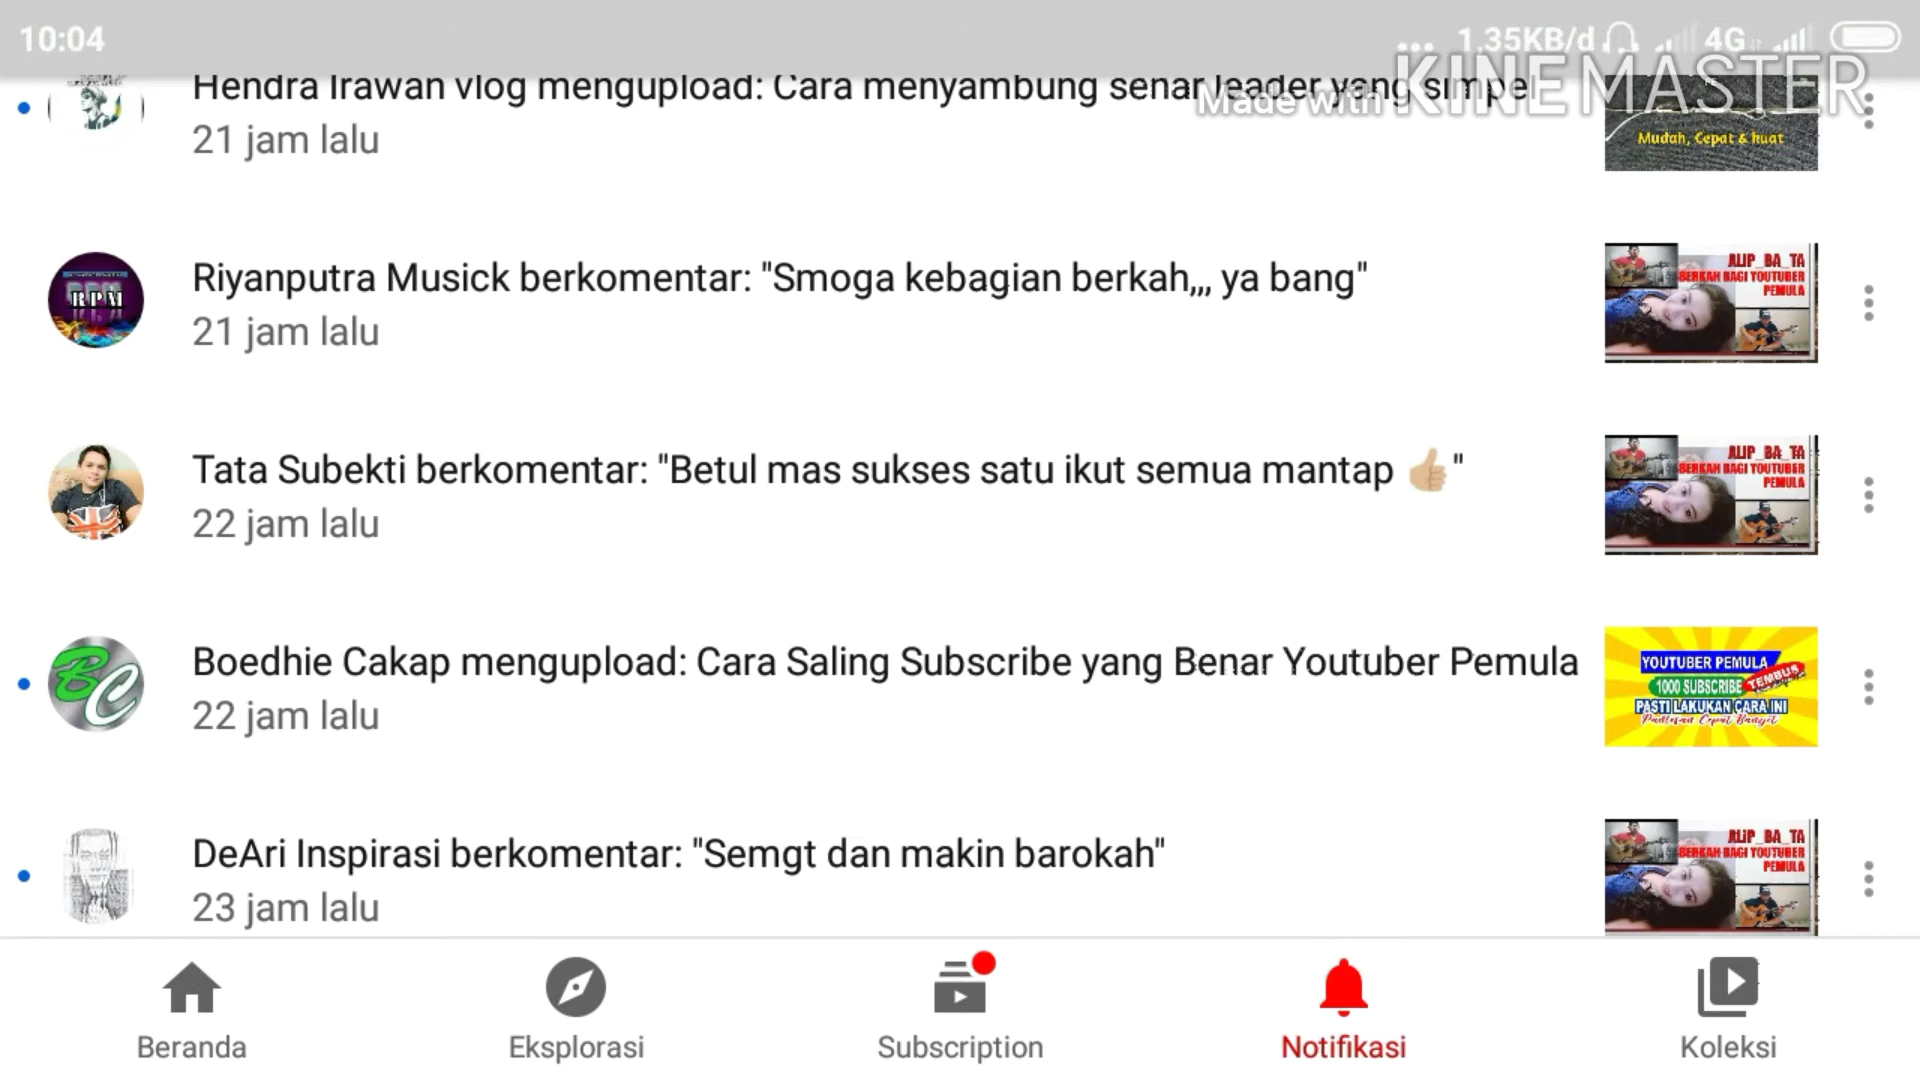 10:04
1.35KB/d
4G
Made with KINEMASTER
Hendra Irawan vlog mengupload: Cara menyambung senar leader yang simpel
21 jam lalu
Mudah, Cepat & kuat
RPM
Riyanputra Musick berkomentar: "Smoga kebagian berkah,,, ya bang"
21 jam lalu
ALIP_BA_TA
BERKAH BAGI YOUTUBER
PEMULA
Tata Subekti berkomentar: "Betul mas sukses satu ikut semua mantap 👍🏼"
22 jam lalu
ALIP_BA_TA
BERKAH BAGI YOUTUBER
PEMULA
BC
Boedhie Cakap mengupload: Cara Saling Subscribe yang Benar Youtuber Pemula
22 jam lalu
YOUTUBER PEMULA
1000 SUBSCRIBE TEMBUS
PASTI LAKUKAN CARA INI
Pantesan Cepat Banget
DeAri Inspirasi berkomentar: "Semgt dan makin barokah"
23 jam lalu
ALIP_BA_TA
BERKAH BAGI YOUTUBER
PEMULA
Beranda
Eksplorasi
Subscription
Notifikasi
Koleksi